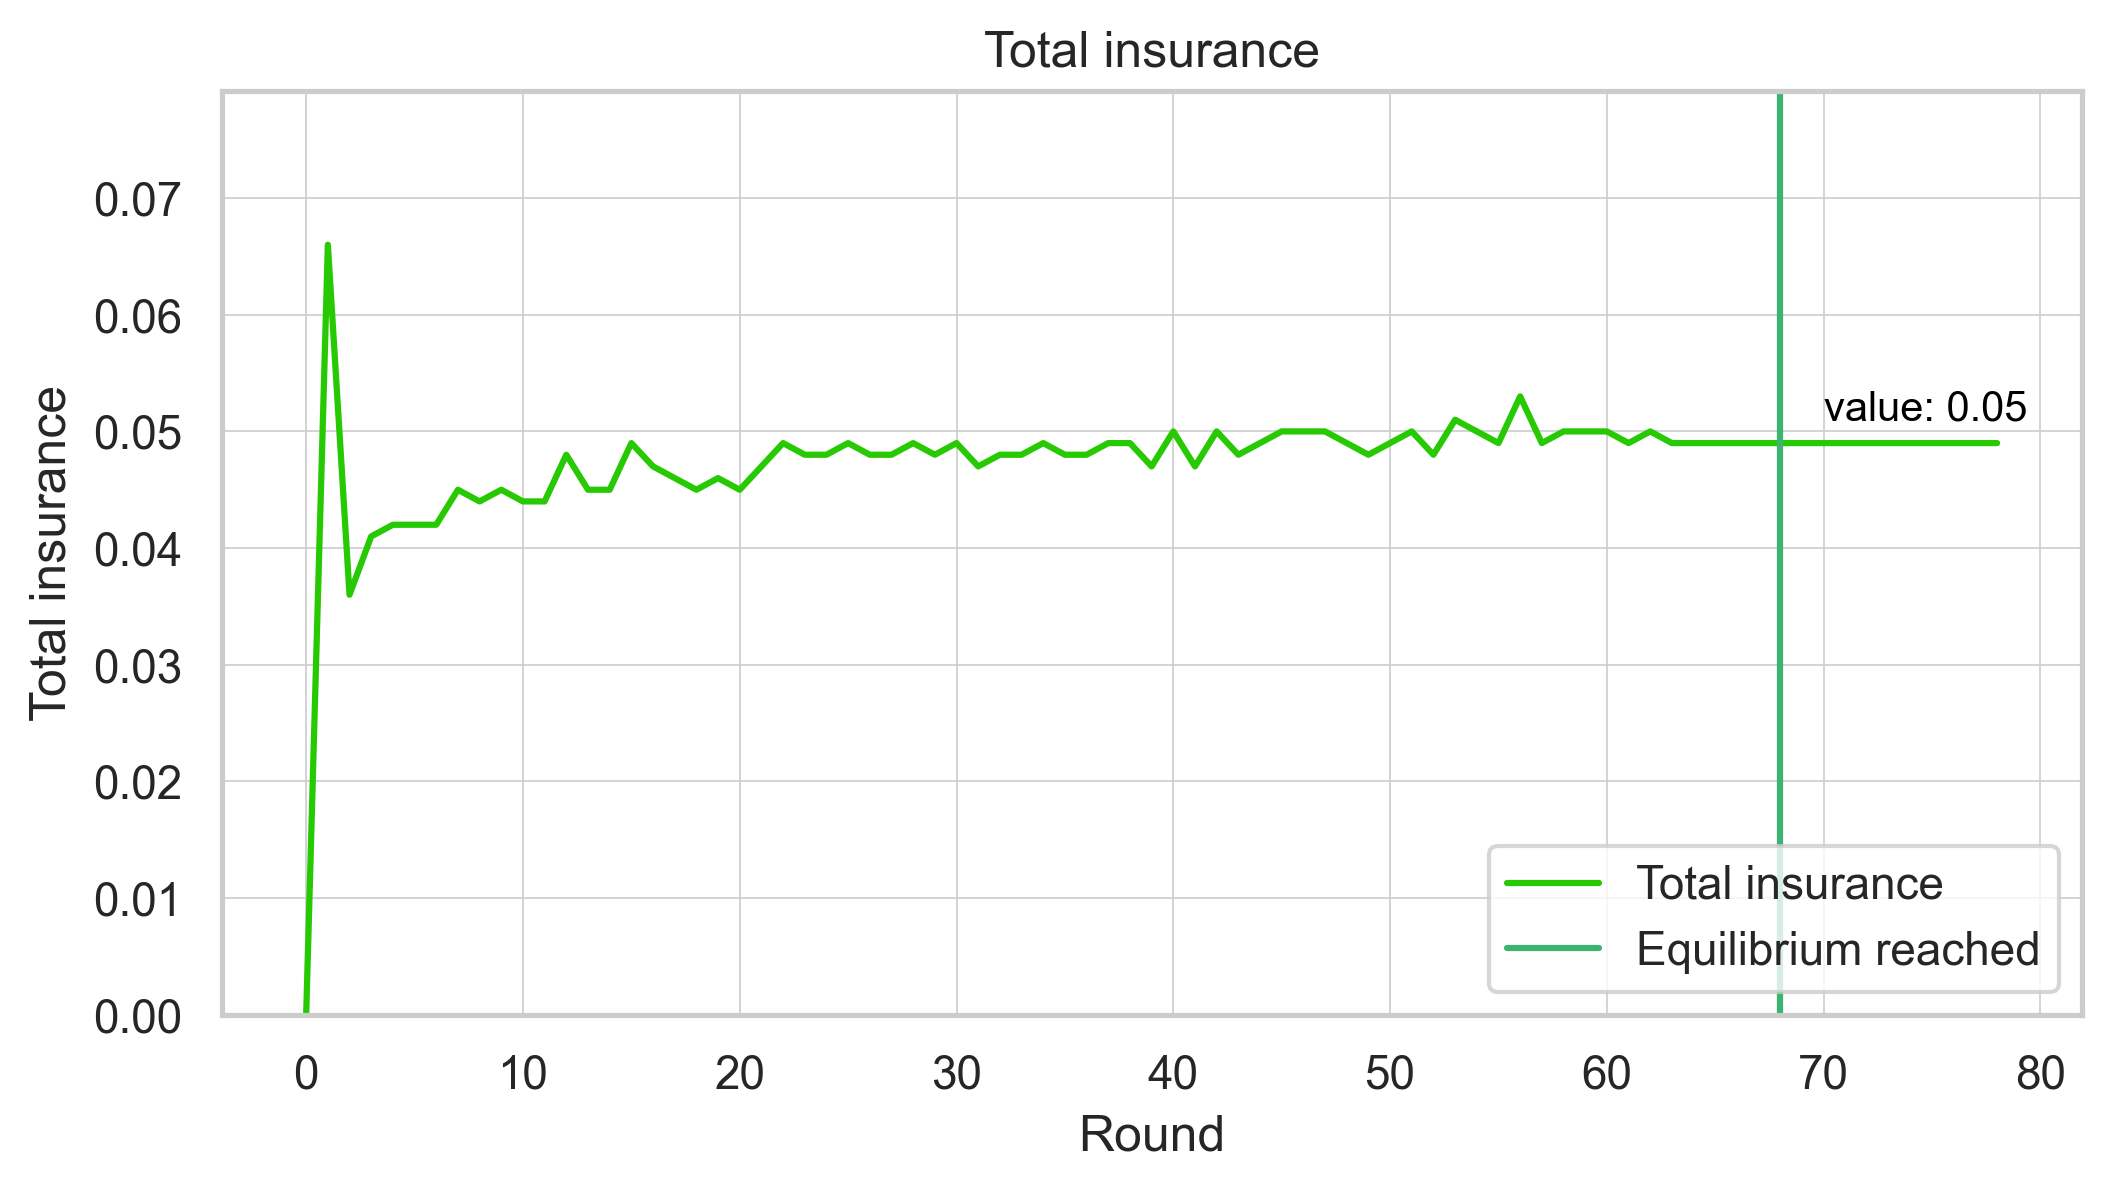 Total insurance
Total insurance
0.07
0.06
0.05
0.04
0.03
0.02
0.01
0.00
value: 0.05
Total insurance
Equilibrium reached
0 10 20 30 40 50 60 70 80
Round